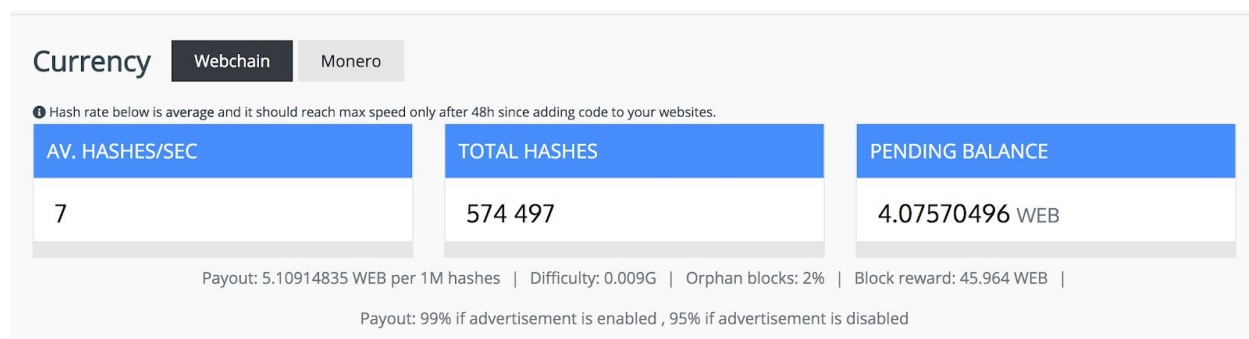 Currency Webchain Monero
Hash rate below is average and it should reach max speed only after 48h since adding code to your websites.
AV. HASHES/SEC TOTAL HASHES PENDING BALANCE
7 574 497 4.07570496 WEB
Payout: 5.10914835 WEB per 1M hashes | Difficulty: 0.009G | Orphan blocks: 2% | Block reward: 45.964 WEB |
Payout: 99% if advertisement is enabled , 95% if advertisement is disabled